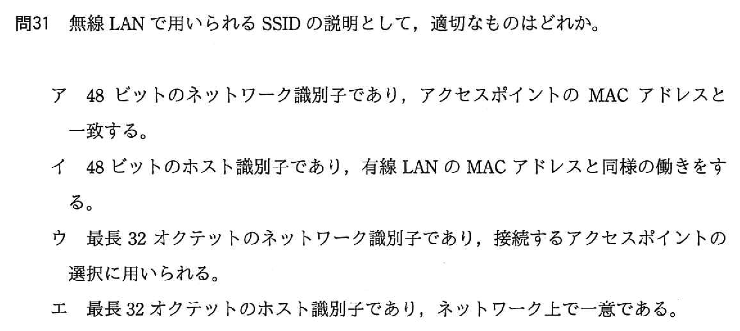 問31 無線 LAN で用いられる SSID の説明として，適切なものはどれか。
ア 48 ビットのネットワーク識別子であり，アクセスポイントの MAC アドレスと
一致する。
イ 48 ビットのホスト識別子であり，有線 LAN の MAC アドレスと同様の働きをす
る。
ウ 最長 32 オクテットのネットワーク識別子であり，接続するアクセスポイントの
選択に用いられる。
エ 最長 32 オクテットのホスト識別子であり，ネットワーク上で一意である。